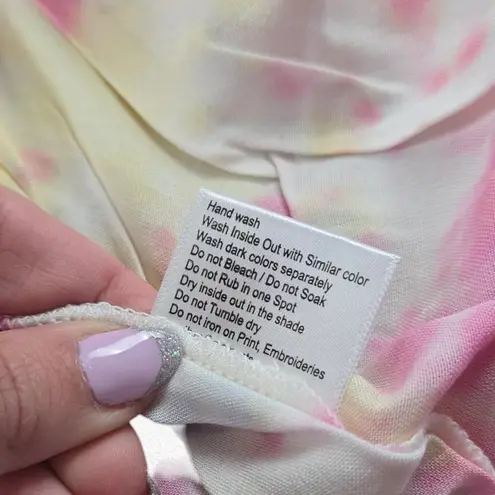 Hand wash
Wash Inside Out with Similar color
Wash dark colors separately
Do not Bleach / Do not Soak
Do not Rub in one Spot
Dry inside out in the shade
Do not Tumble dry
Do not Iron on Print, Embroideries